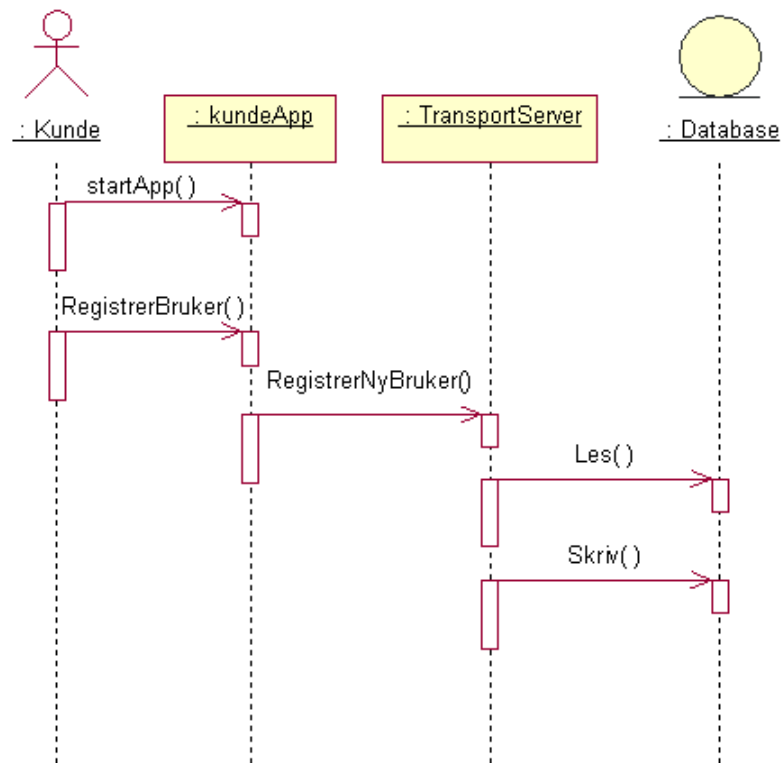 : Kunde
: kundeApp
: TransportServer
: Database
startApp( )
RegistrerBruker( )
RegistrerNyBruker()
Les( )
Skriv( )